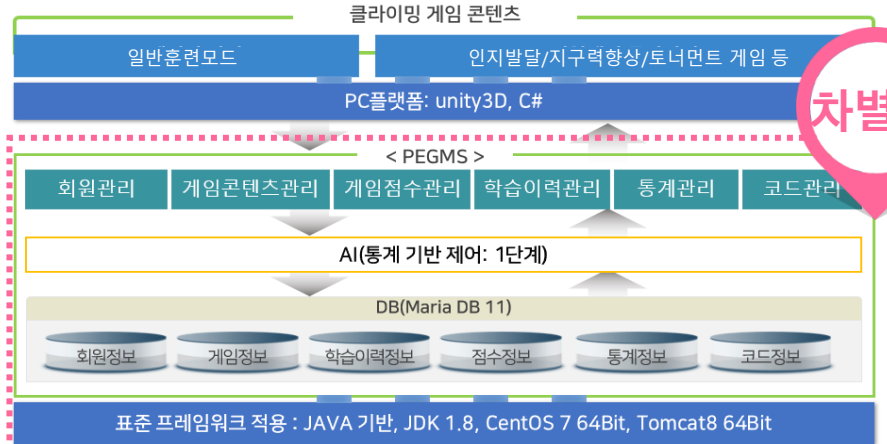 클라이밍 게임 콘텐츠
일반훈련모드
인지발달/지구력향상/토너먼트 게임 등
PC플랫폼: unity3D, C#
차별
< PEGMS >
회원관리
게임콘텐츠관리
게임점수관리
학습이력관리
통계관리
코드관리
AI(통계 기반 제어: 1단계)
DB(Maria DB 11)
회원정보
게임정보
학습이력정보
점수정보
통계정보
코드정보
표준 프레임워크 적용 : JAVA 기반, JDK 1.8, CentOS 7 64Bit, Tomcat8 64Bit